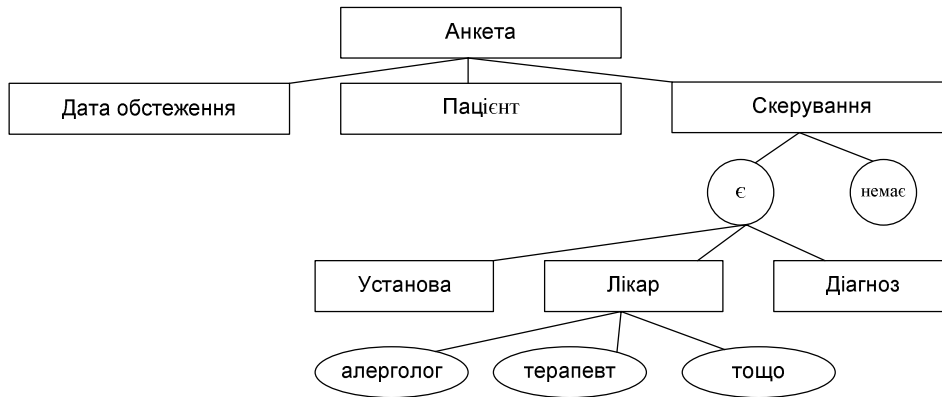 Анкета
Дата обстеження
Пацієнт
Скерування
є
немає
Установа
Лікар
Діагноз
алерголог
терапевт
тощо